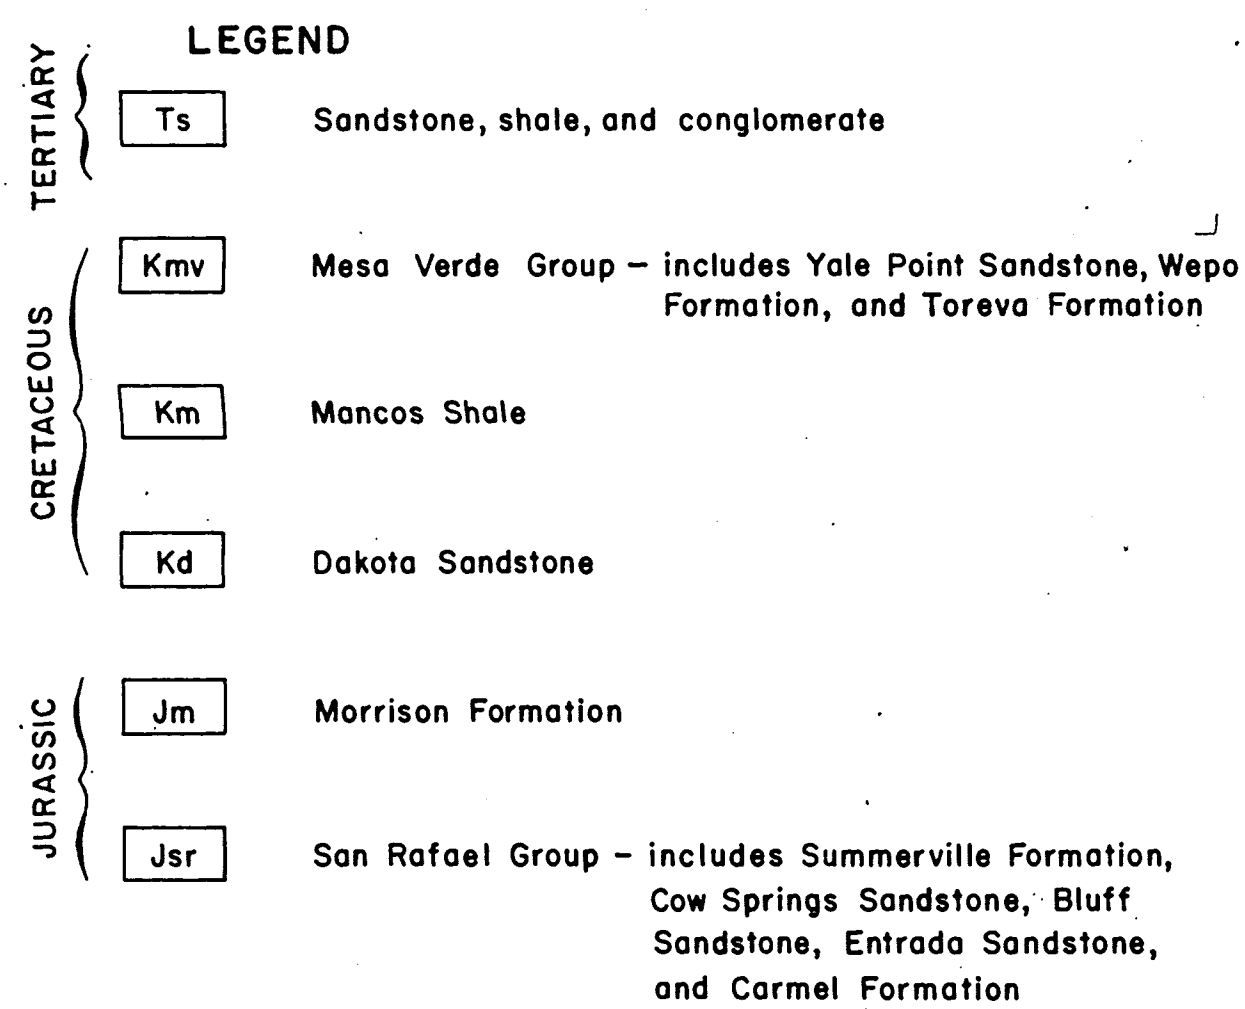 LEGEND
TERTIARY
Ts Sandstone, shale, and conglomerate
CRETACEOUS
Kmv Mesa Verde Group – includes Yale Point Sandstone, Wepo
Formation, and Toreva Formation
Km Mancos Shale
Kd Dakota Sandstone
JURASSIC
Jm Morrison Formation
Jsr San Rafael Group – includes Summerville Formation,
Cow Springs Sandstone, Bluff
Sandstone, Entrada Sandstone,
and Carmel Formation